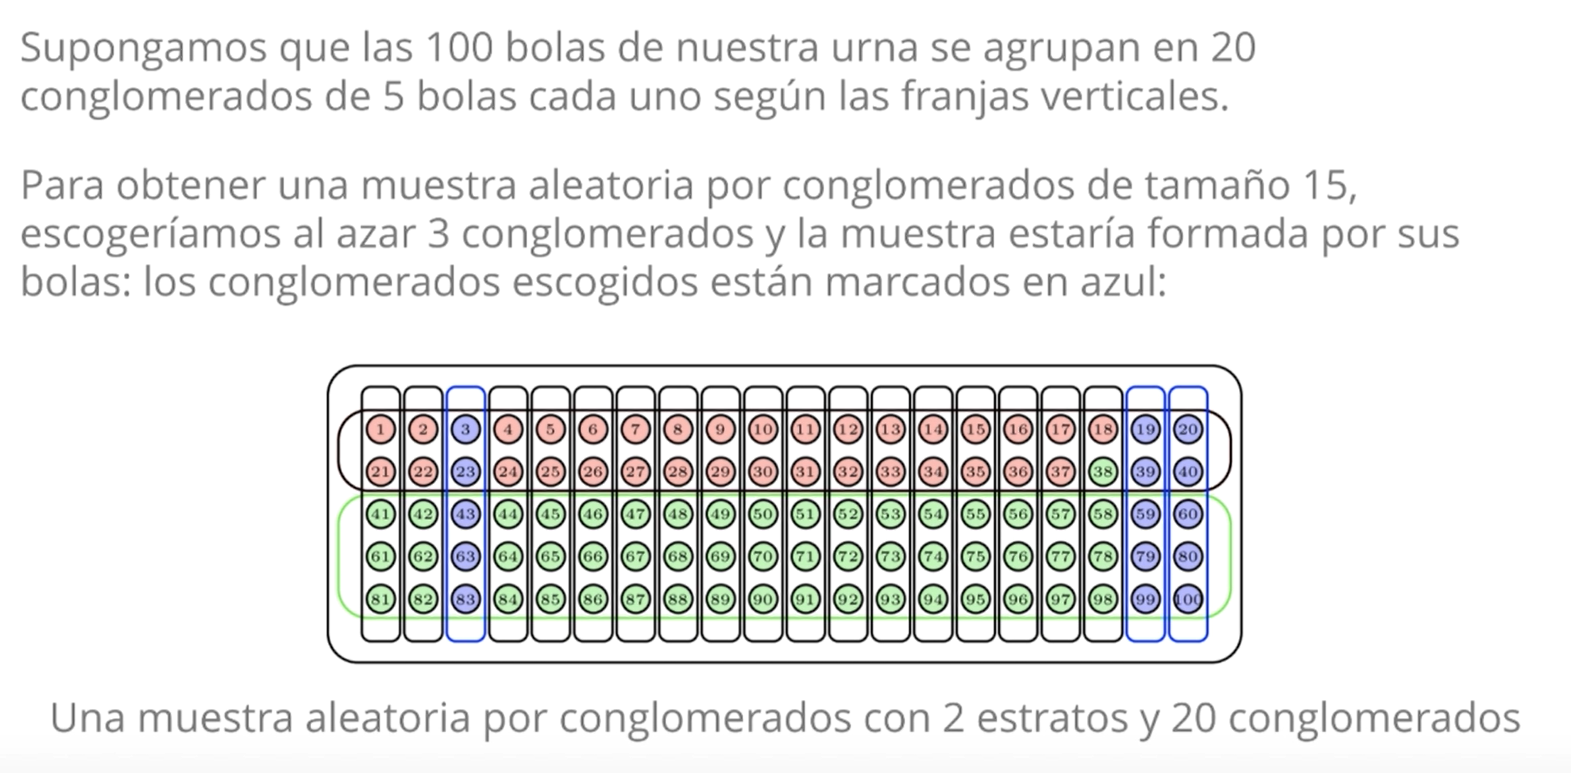 Supongamos que las 100 bolas de nuestra urna se agrupan en 20
conglomerados de 5 bolas cada uno según las franjas verticales.
Para obtener una muestra aleatoria por conglomerados de tamaño 15,
escogeríamos al azar 3 conglomerados y la muestra estaría formada por sus
bolas: los conglomerados escogidos están marcados en azul:
1 2 3 4 5 6 7 8 9 10 11 12 13 14 15 16 17 18 19 20
21 22 23 24 25 26 27 28 29 30 31 32 33 34 35 36 37 38 39 40
41 42 43 44 45 46 47 48 49 50 51 52 53 54 55 56 57 58 59 60
61 62 63 64 65 66 67 68 69 70 71 72 73 74 75 76 77 78 79 80
81 82 83 84 85 86 87 88 89 90 91 92 93 94 95 96 97 98 99 100
Una muestra aleatoria por conglomerados con 2 estratos y 20 conglomerados